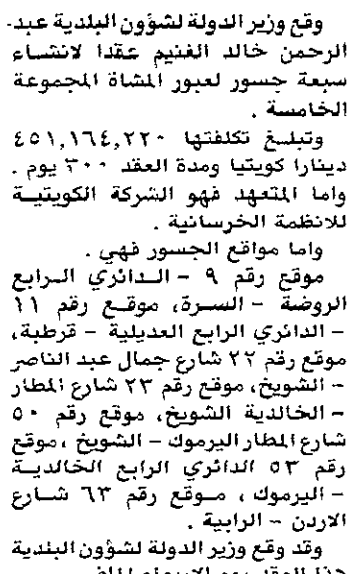 وقع وزير الدولة لشؤون البلدية عبد-
الرحمن خالد الغنيم عقدا لانشاء
سبعة جسور لعبور المشاة المجموعة
الخامسة .
وتبلغ تكلفتها ٤٥١,١٦٤,٢٢٠
دينارا كويتيا ومدة العقد ٣٠٠ يوم .
واما المتعهد فهو الشركة الكويتية
للانظمة الخرسانية .
واما مواقع الجسور فهي .
موقع رقم ٩ – الدائري الرابع
الروضة – السرة، موقع رقم ١١
– الدائري الرابع العديلية – قرطبة،
موقع رقم ٢٢ شارع جمال عبد الناصر
– الشويخ، موقع رقم ٢٣ شارع المطار
– الخالدية الشويخ، موقع رقم ٥٠
شارع المطار اليرموك – الشويخ ، موقع
رقم ٥٣ الدائري الرابع الخالدية
– اليرموك ، موقع رقم ٦٣ شارع
الاردن – الرابية .
وقد وقع وزير الدولة لشؤون البلدية